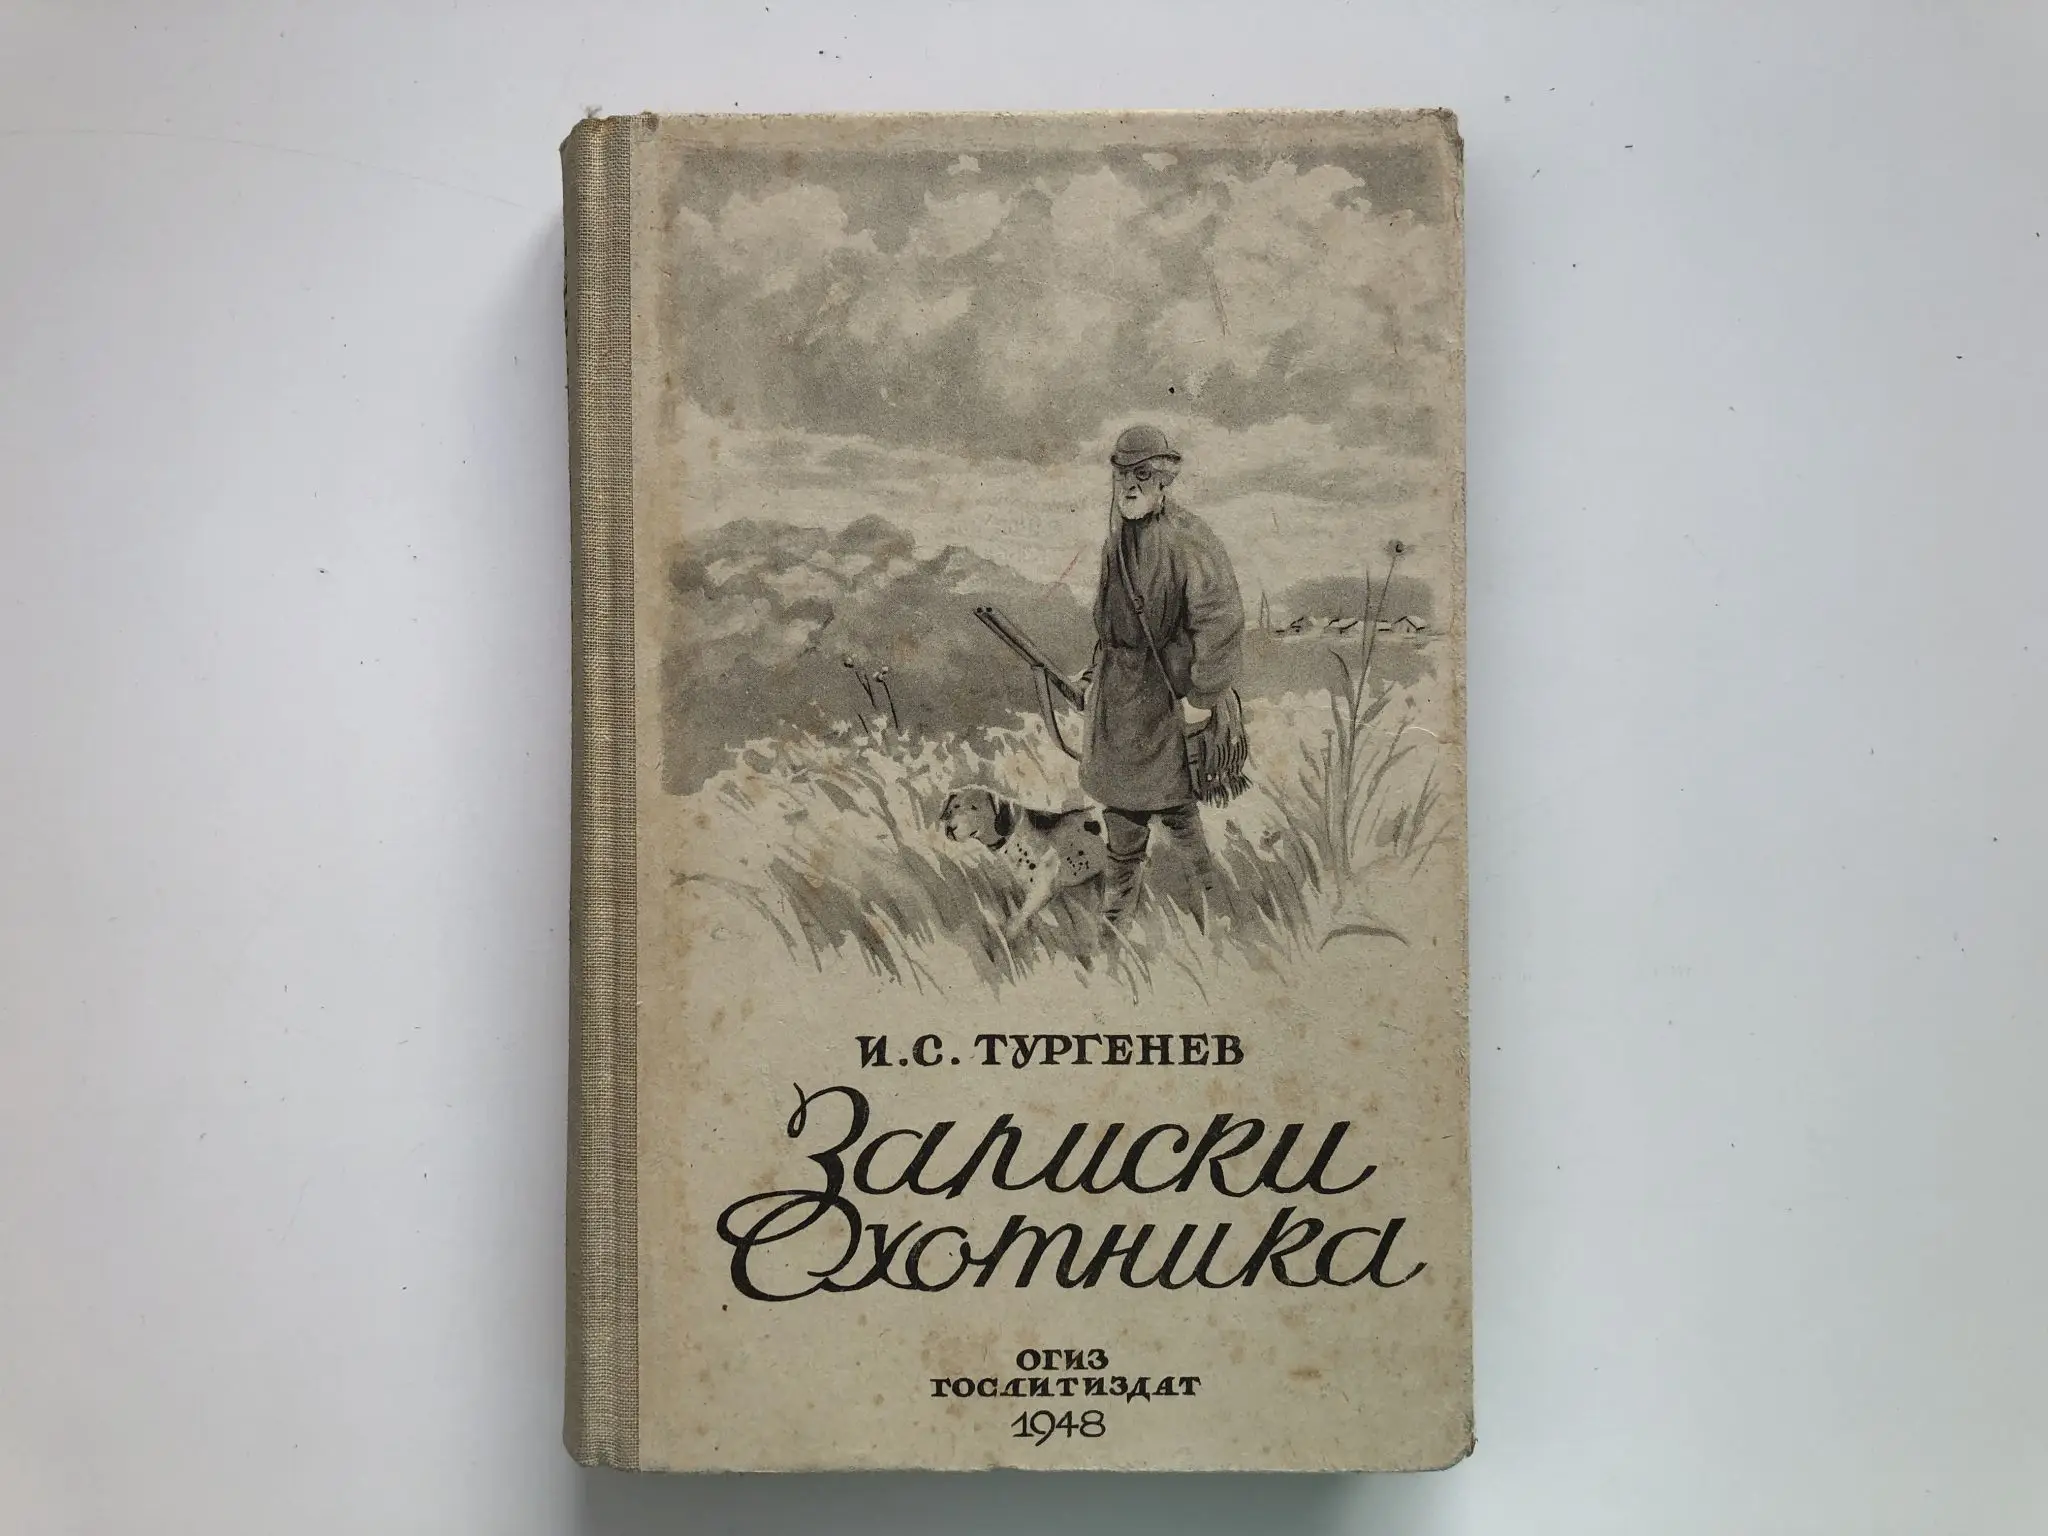 И.С. ТУРГЕНЕВ
Записки
Охотника
ОГИЗ
ГОСЛИТИЗДАТ
1948